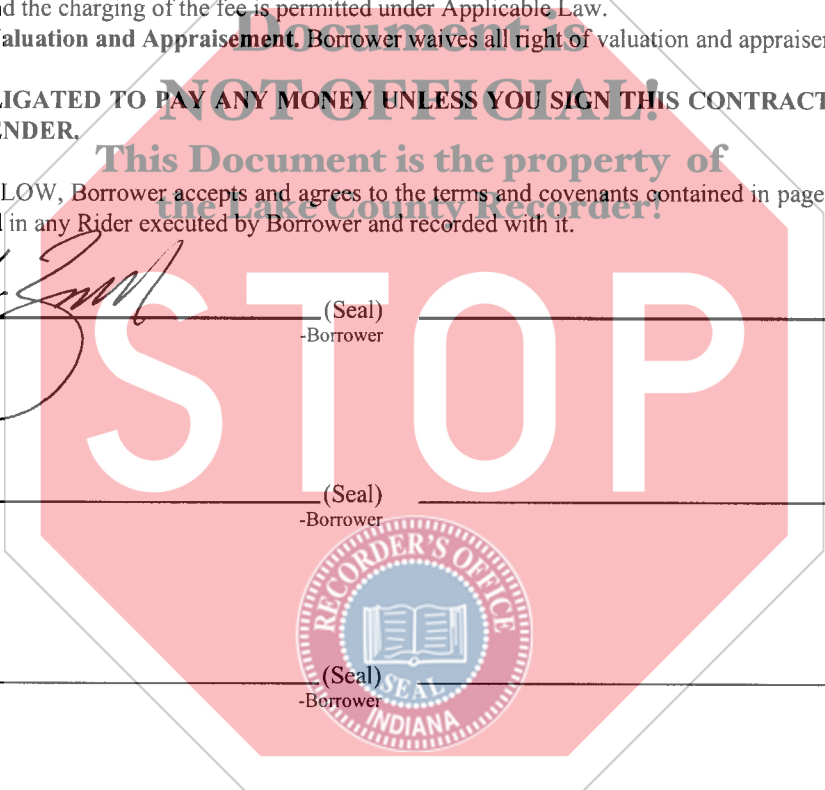 d the charging of the fee is permitted under Applicable Law.
Document is
aluation and Appraisement. Borrower waives all right of valuation and appraiser
NOT OFFICIAL!
IGATED TO PAY ANY MONEY UNLESS YOU SIGN THIS CONTRACT
ENDER.
This Document is the property of
LOW, Borrower accepts and agrees to the terms and covenants contained in page
the Lake County Recorder!
in any Rider executed by Borrower and recorded with it.
(Seal)
-Borrower
STOP
(Seal)
-Borrower
RECORDER'S OFFICE
(Seal)
SEAL
-Borrower
INDIANA